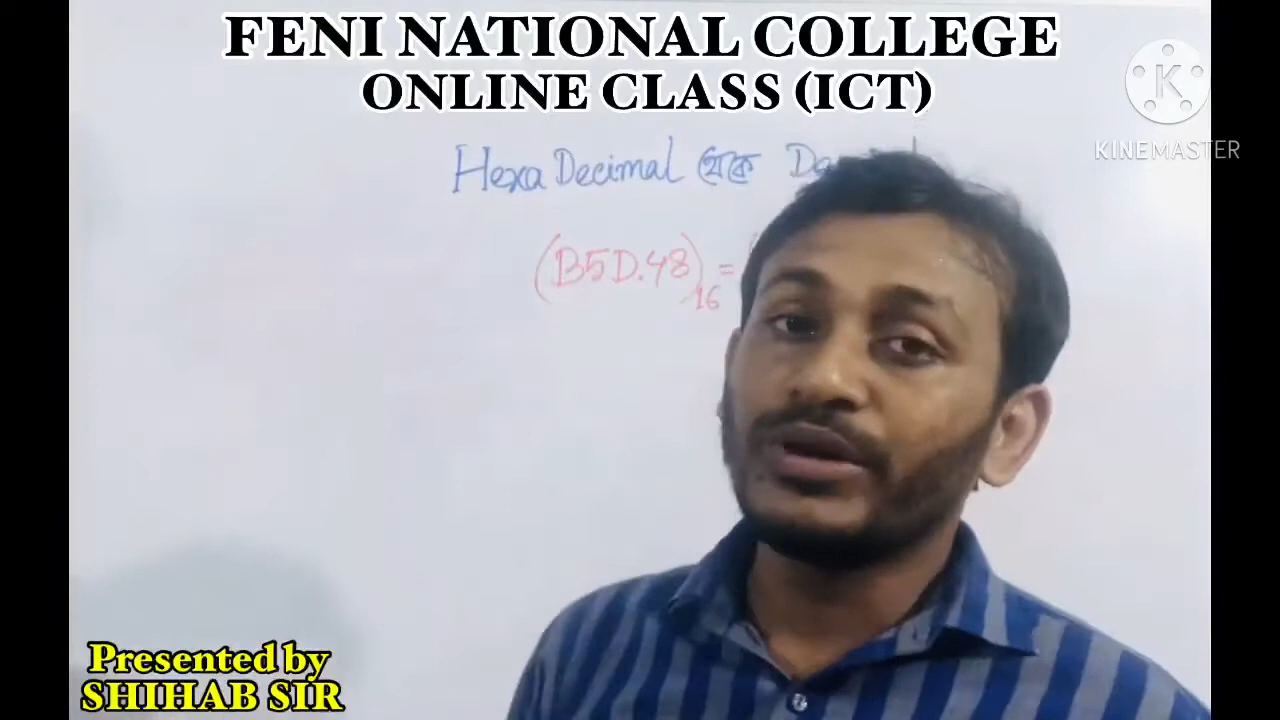 FENI NATIONAL COLLEGE
ONLINE CLASS (ICT)
K
KINEMASTER
Hexa Decimal থেকে
(B5D.48)16 =
Presented by
SHIHAB SIR